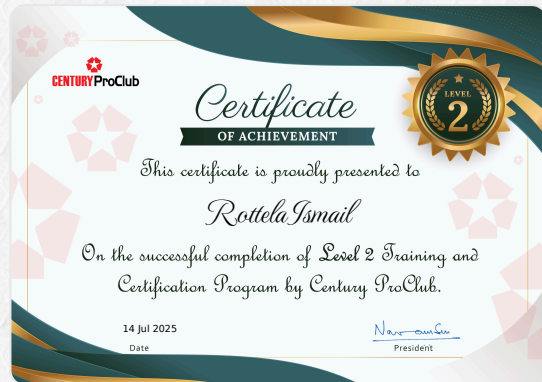 CENTURY ProClub
Certificate
OF ACHIEVEMENT
LEVEL
2
This certificate is proudly presented to
Rottela Ismail
On the successful completion of Level 2 Training and
Certification Program by Century ProClub.
14 Jul 2025
Date
President